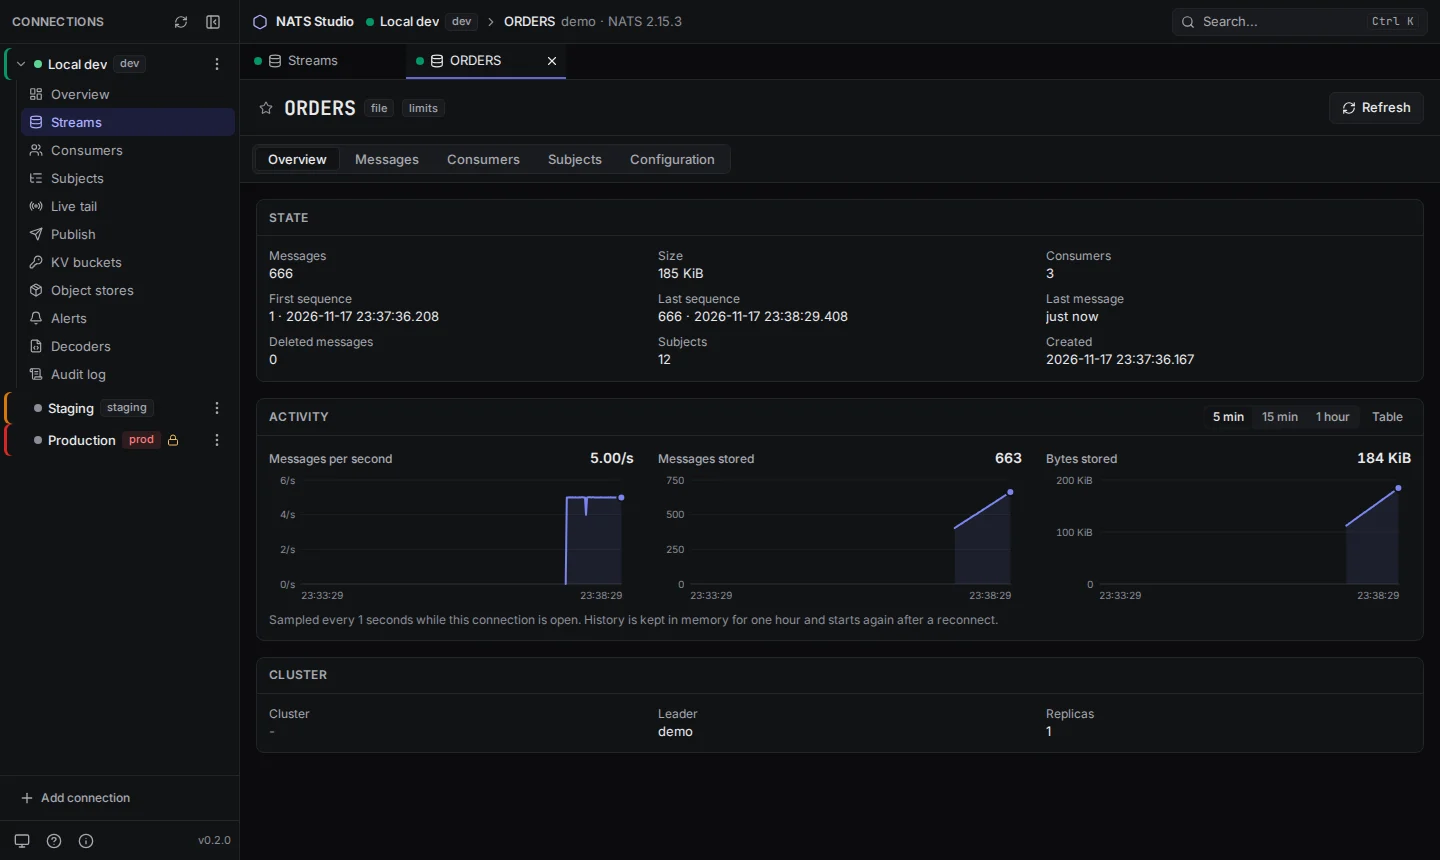 CONNECTIONS
NATS Studio Local dev dev > ORDERS demo · NATS 2.15.3
Search... Ctrl K
Local dev dev
Overview
Streams
Consumers
Subjects
Live tail
Publish
KV buckets
Object stores
Alerts
Decoders
Audit log
Staging staging
Production prod
Add connection
v0.2.0
Streams
ORDERS
ORDERS file limits
Refresh
Overview Messages Consumers Subjects Configuration
STATE
Messages Size Consumers
666 185 KiB 3
First sequence Last sequence Last message
1 · 2026-11-17 23:37:36.208 666 · 2026-11-17 23:38:29.408 just now
Deleted messages Subjects Created
0 12 2026-11-17 23:37:36.167
ACTIVITY
5 min 15 min 1 hour Table
Messages per second 5.00/s
6/s
4/s
2/s
0/s
23:33:29 23:38:29
Messages stored 663
750
500
250
0
23:33:29 23:38:29
Bytes stored 184 KiB
200 KiB
100 KiB
0
23:33:29 23:38:29
Sampled every 1 seconds while this connection is open. History is kept in memory for one hour and starts again after a reconnect.
CLUSTER
Cluster Leader Replicas
- demo 1